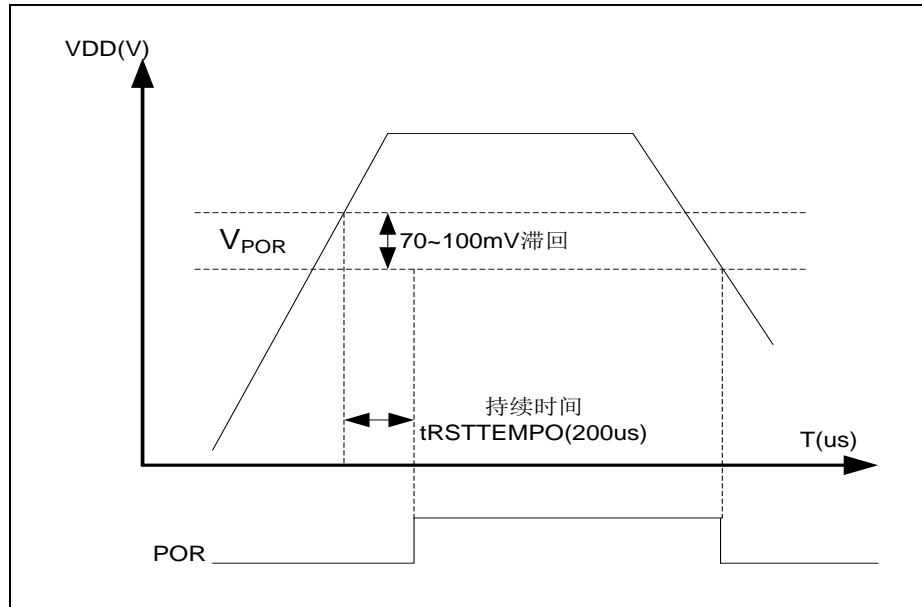 VDD(V)
VPOR
70~100mV滞回
持续时间
tRSTTEMPO(200us)
T(us)
POR